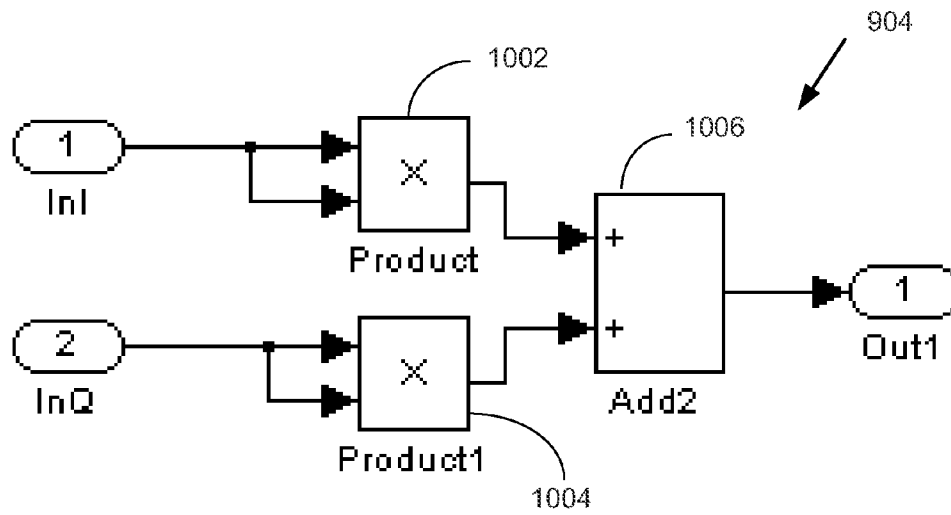 904
1002
1006
1
InI
×
Product
+
+
1
Out1
2
InQ
×
Product1
Add2
1004